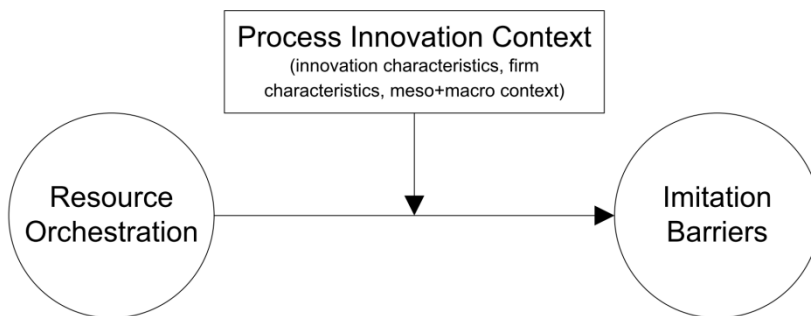 Process Innovation Context
(innovation characteristics, firm
characteristics, meso+macro context)
Resource
Orchestration
Imitation
Barriers